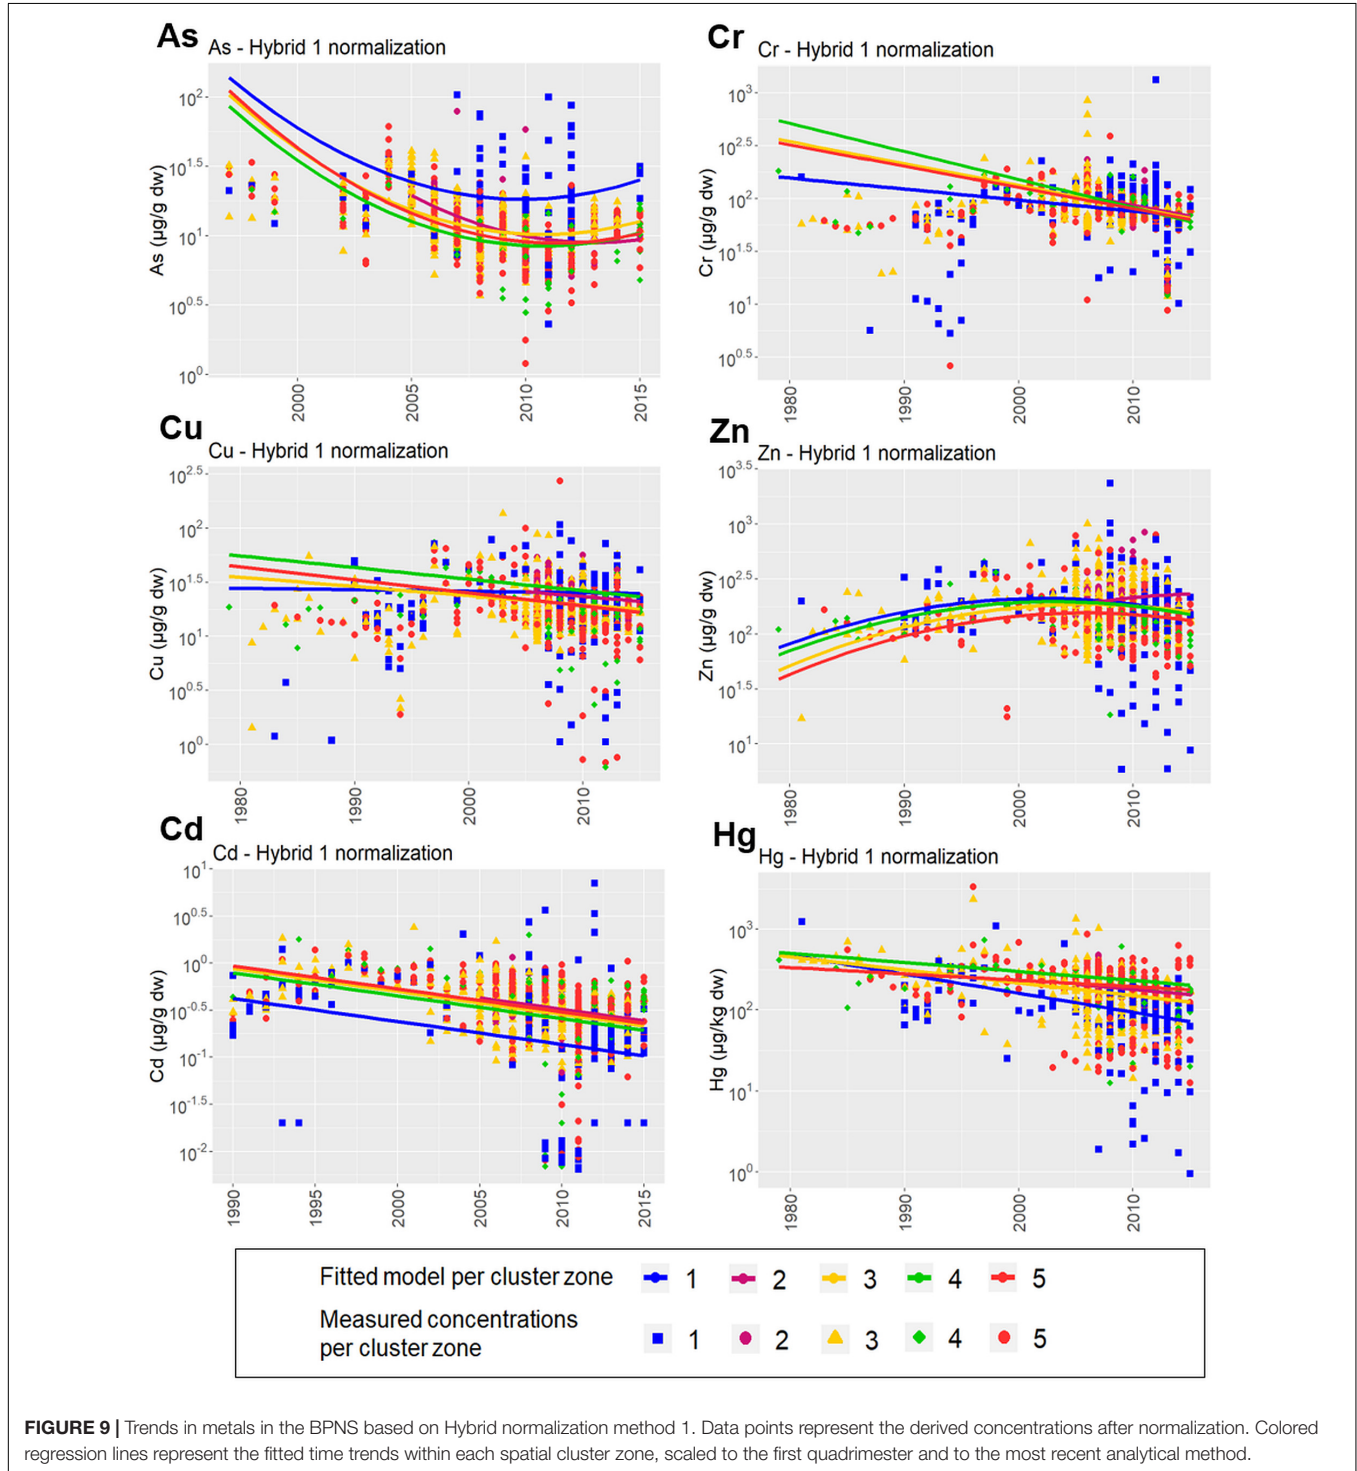 As
As - Hybrid 1 normalization
As (µg/g dw)
10^2
10^1.5
10^1
10^0.5
10^0
2000
2005
2010
2015
Cr
Cr - Hybrid 1 normalization
Cr (µg/g dw)
10^3
10^2.5
10^2
10^1.5
10^1
10^0.5
1980
1990
2000
2010
Cu
Cu - Hybrid 1 normalization
Cu (µg/g dw)
10^2.5
10^2
10^1.5
10^1
10^0.5
10^0
1980
1990
2000
2010
Zn
Zn - Hybrid 1 normalization
Zn (µg/g dw)
10^3.5
10^3
10^2.5
10^2
10^1.5
10^1
1980
1990
2000
2010
Cd
Cd - Hybrid 1 normalization
Cd (µg/g dw)
10^1
10^0.5
10^0
10^-0.5
10^-1
10^-1.5
10^-2
1990
1995
2000
2005
2010
2015
Hg
Hg - Hybrid 1 normalization
Hg (µg/kg dw)
10^3
10^2
10^1
10^0
1980
1990
2000
2010
Fitted model per cluster zone 1 2 3 4 5
Measured concentrations
per cluster zone 1 2 3 4 5
FIGURE 9 | Trends in metals in the BPNS based on Hybrid normalization method 1. Data points represent the derived concentrations after normalization. Colored
regression lines represent the fitted time trends within each spatial cluster zone, scaled to the first quadrimester and to the most recent analytical method.